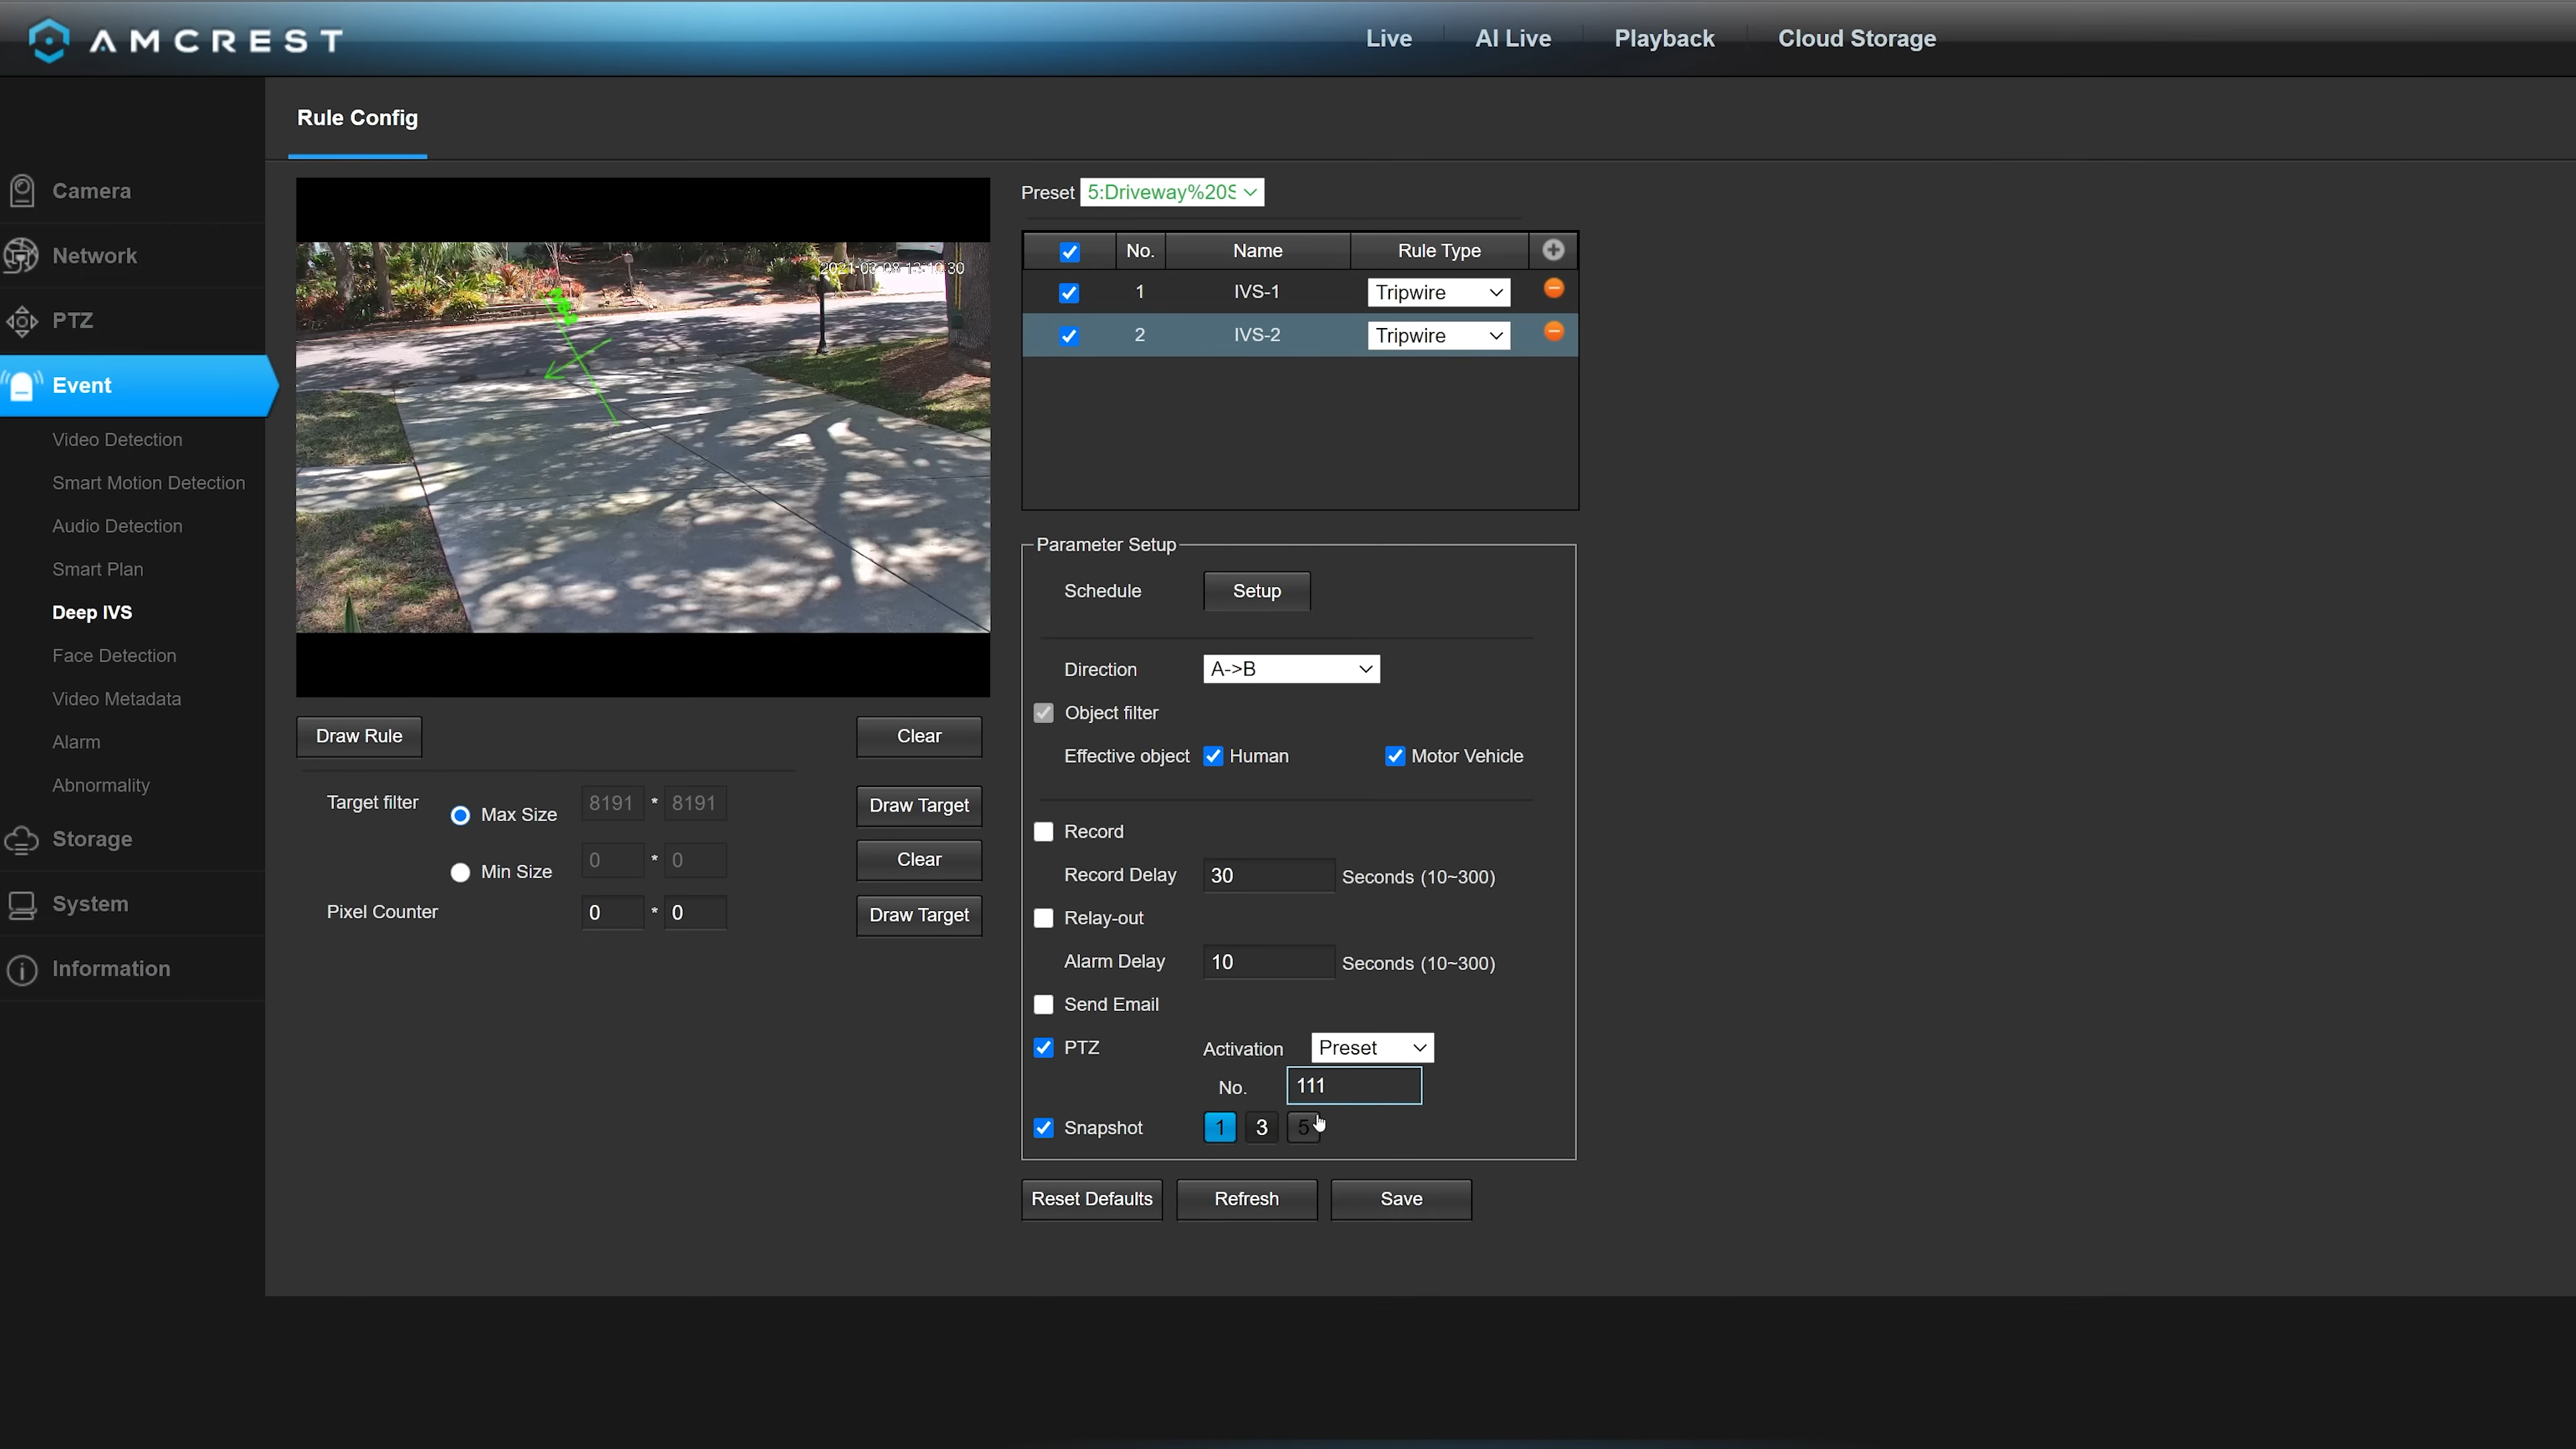 AMCREST
Live
AI Live
Playback
Cloud Storage
Rule Config
Camera
Network
PTZ
Event
Video Detection
Smart Motion Detection
Audio Detection
Smart Plan
Deep IVS
Face Detection
Video Metadata
Alarm
Abnormality
Storage
System
Information
Draw Rule
Clear
Target filter
Max Size
8191 * 8191
Draw Target
Min Size
0 * 0
Clear
Pixel Counter
0 * 0
Draw Target
Preset 5:Driveway%20S
No. Name Rule Type
1 IVS-1 Tripwire
2 IVS-2 Tripwire
Parameter Setup
Schedule Setup
Direction A->B
Object filter
Effective object Human Motor Vehicle
Record
Record Delay 30 Seconds (10~300)
Relay-out
Alarm Delay 10 Seconds (10~300)
Send Email
PTZ Activation Preset
No. 111
Snapshot 1 3 5
Reset Defaults Refresh Save